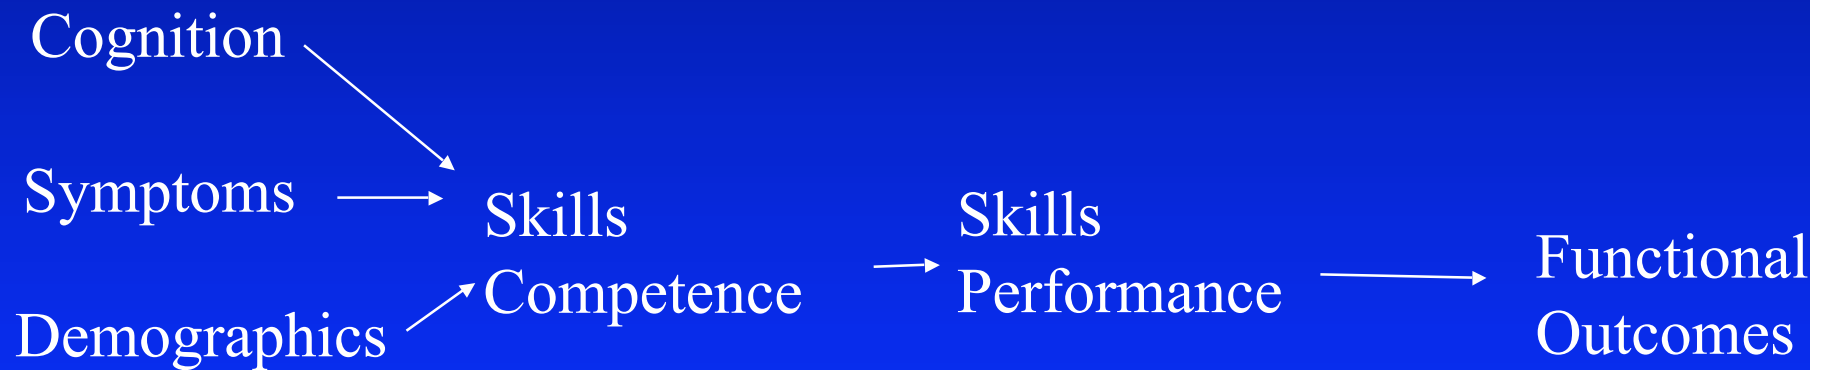 Cognition
Symptoms
Demographics
Skills
Competence
Skills
Performance
Functional
Outcomes